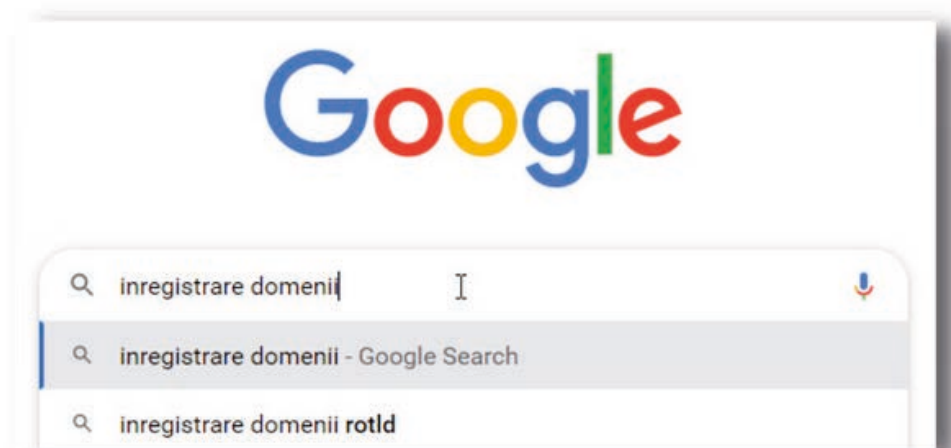 Google
inregistrare domenii
inregistrare domenii - Google Search
inregistrare domenii rotld